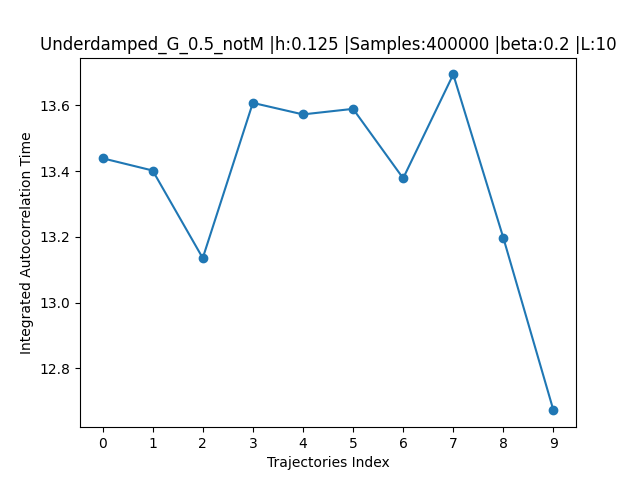 Underdamped_G_0.5_notM |h:0.125 |Samples:400000 |beta:0.2 |L:10
Integrated Autocorrelation Time
13.6
13.4
13.2
13.0
12.8
0 1 2 3 4 5 6 7 8 9
Trajectories Index